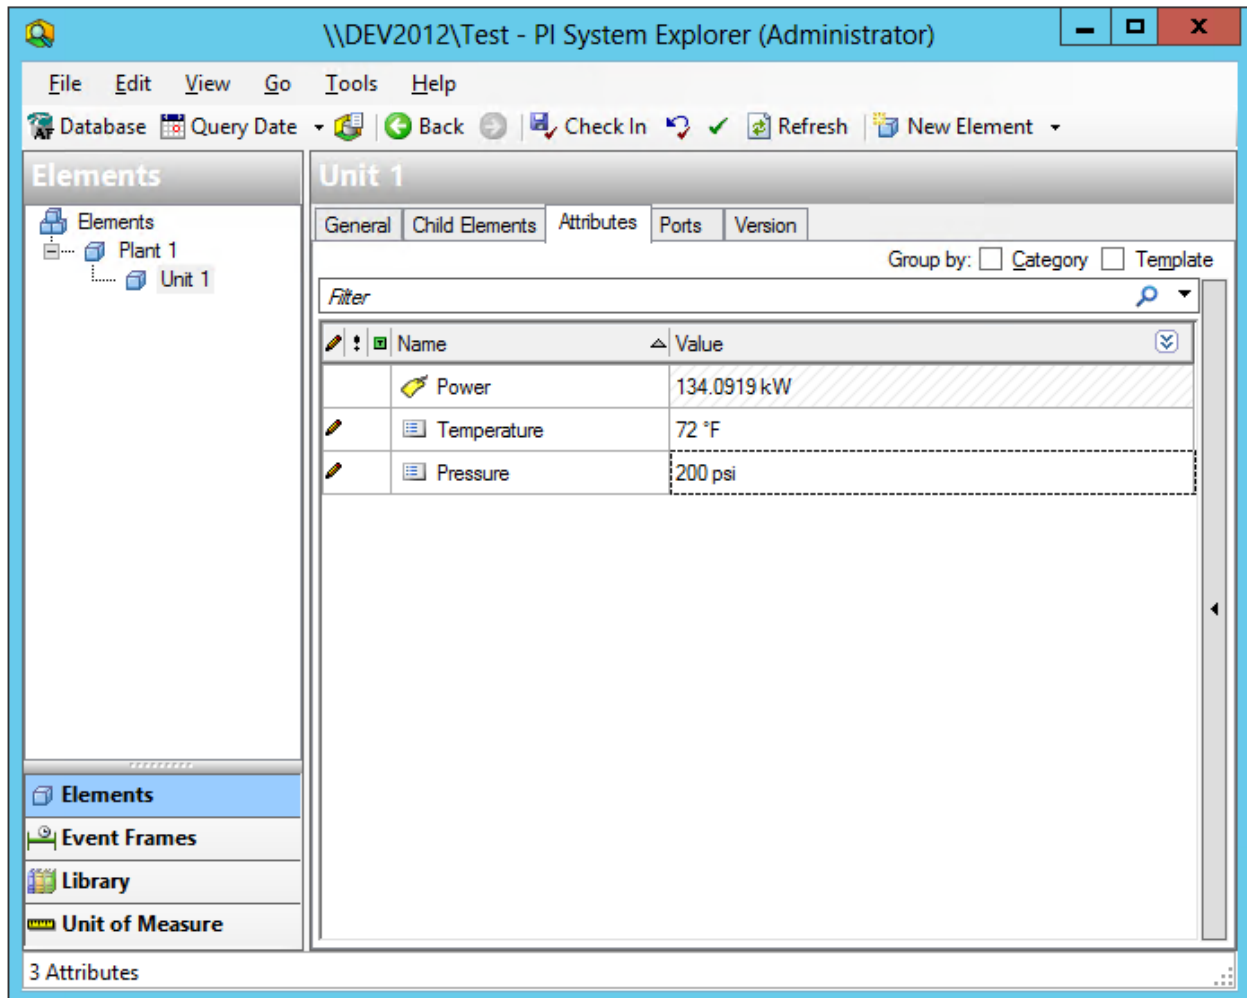 \\DEV2012\Test - PI System Explorer (Administrator)
File Edit View Go Tools Help
Database Query Date Back Check In Refresh New Element
Elements
Elements
Plant 1
Unit 1
Elements
Event Frames
Library
Unit of Measure
Unit 1
General Child Elements Attributes Ports Version
Group by: Category Template
Filter
Name Value
Power 134.0919 kW
Temperature 72 °F
Pressure 200 psi
3 Attributes